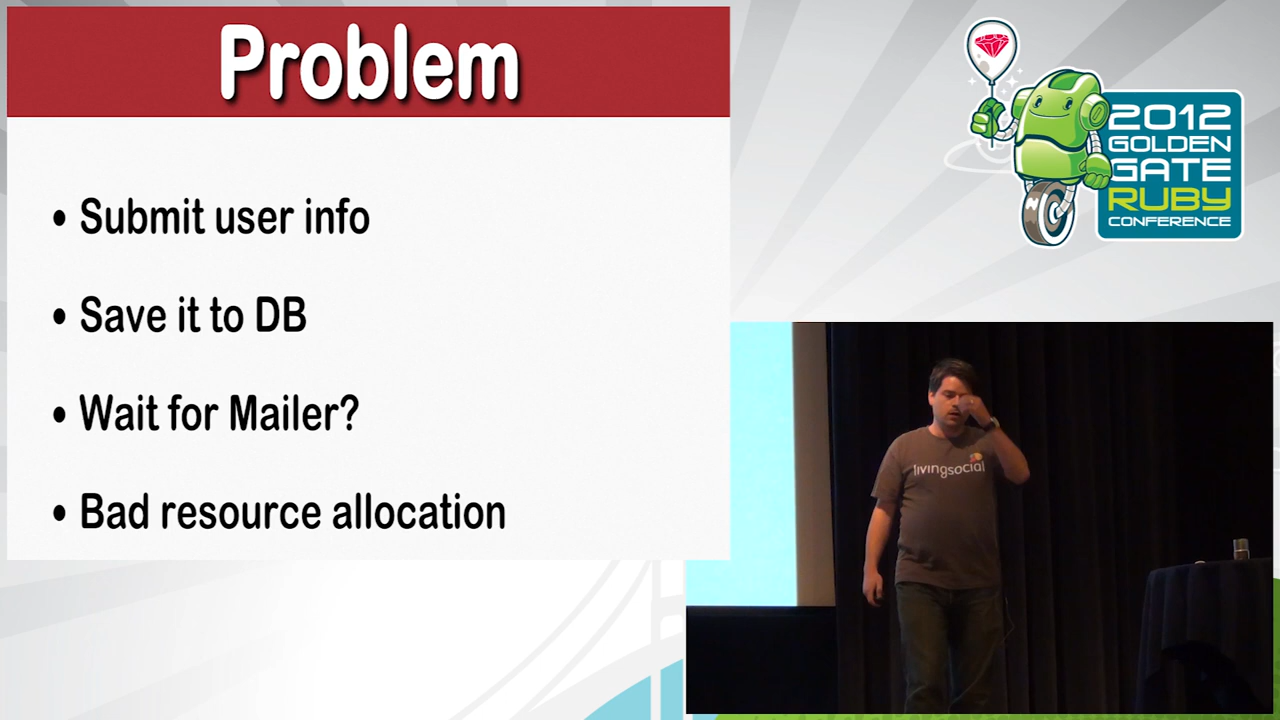 Problem
• Submit user info
• Save it to DB
• Wait for Mailer?
• Bad resource allocation
2012
GOLDEN
GATE
RUBY
CONFERENCE
livingsocial